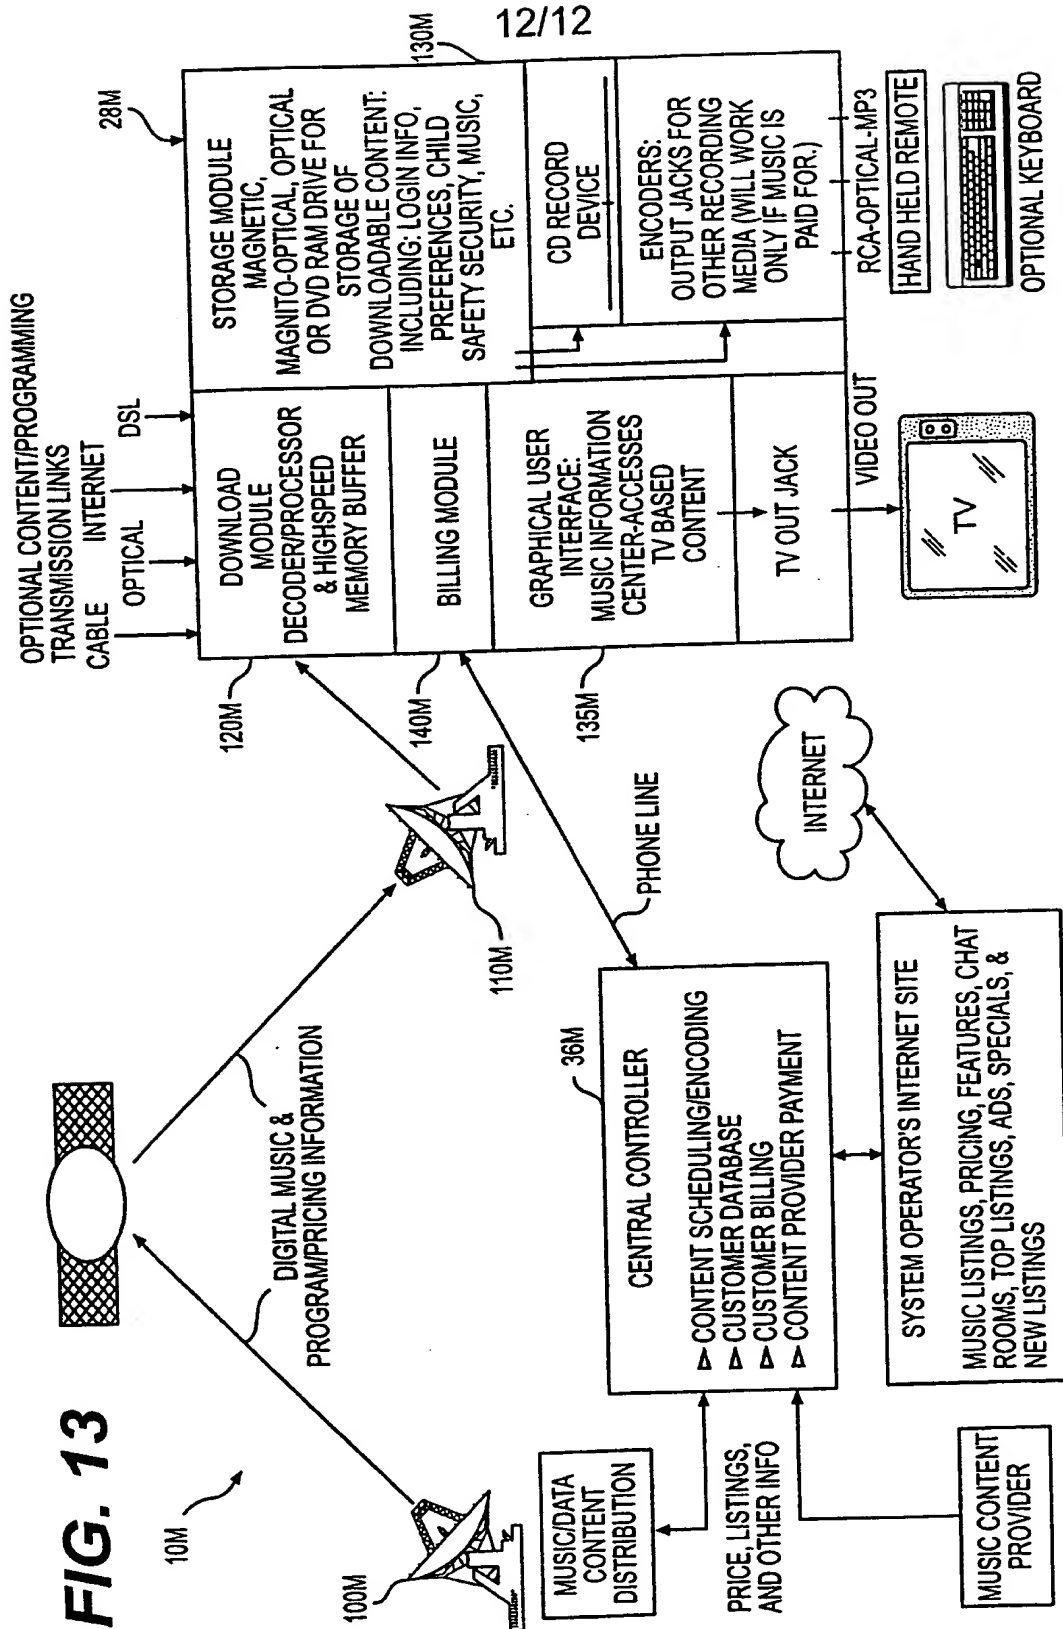 12/12
FIG. 13
10M
100M
DIGITAL MUSIC &
PROGRAM/PRICING INFORMATION
110M
OPTIONAL CONTENT/PROGRAMMING
TRANSMISSION LINKS
CABLE
OPTICAL
INTERNET
DSL
28M
120M
DOWNLOAD
MODULE
DECODER/PROCESSOR
& HIGHSPEED
MEMORY BUFFER
140M
BILLING MODULE
135M
GRAPHICAL USER
INTERFACE:
MUSIC INFORMATION
CENTER-ACCESSES
TV BASED
CONTENT
TV OUT JACK
VIDEO OUT
TV
130M
STORAGE MODULE
MAGNETIC,
MAGNITO-OPTICAL, OPTICAL
OR DVD RAM DRIVE FOR
STORAGE OF
DOWNLOADABLE CONTENT:
INCLUDING: LOGIN INFO,
PREFERENCES, CHILD
SAFETY SECURITY, MUSIC,
ETC.
CD RECORD
DEVICE
ENCODERS:
OUTPUT JACKS FOR
OTHER RECORDING
MEDIA (WILL WORK
ONLY IF MUSIC IS
PAID FOR.)
RCA-OPTICAL-MP3
HAND HELD REMOTE
OPTIONAL KEYBOARD
PHONE LINE
36M
CENTRAL CONTROLLER
▷ CONTENT SCHEDULING/ENCODING
▷ CUSTOMER DATABASE
▷ CUSTOMER BILLING
▷ CONTENT PROVIDER PAYMENT
MUSIC/DATA
CONTENT
DISTRIBUTION
PRICE, LISTINGS,
AND OTHER INFO
MUSIC CONTENT
PROVIDER
INTERNET
SYSTEM OPERATOR'S INTERNET SITE
MUSIC LISTINGS, PRICING, FEATURES, CHAT
ROOMS, TOP LISTINGS, ADS, SPECIALS, &
NEW LISTINGS